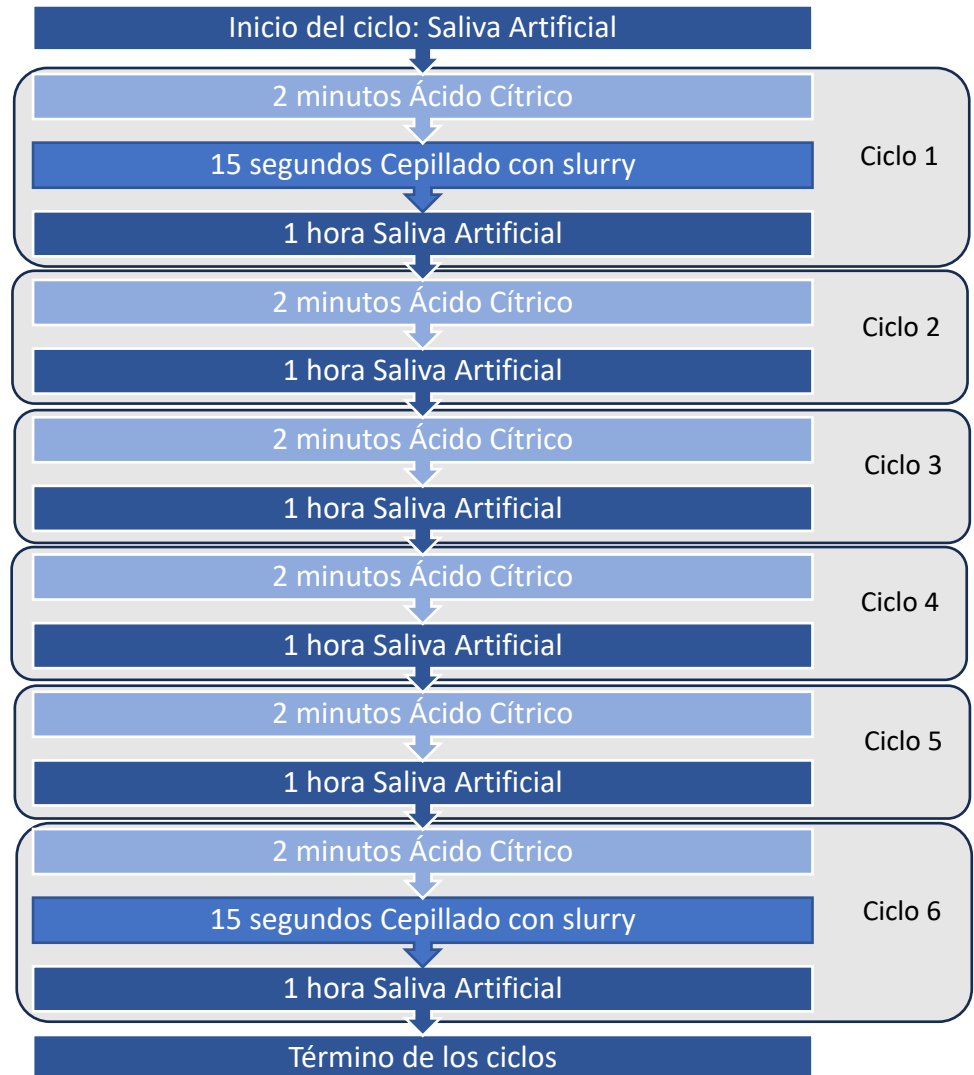 Inicio del ciclo: Saliva Artificial
2 minutos Ácido Cítrico
15 segundos Cepillado con slurry
Ciclo 1
1 hora Saliva Artificial
2 minutos Ácido Cítrico
Ciclo 2
1 hora Saliva Artificial
2 minutos Ácido Cítrico
Ciclo 3
1 hora Saliva Artificial
2 minutos Ácido Cítrico
Ciclo 4
1 hora Saliva Artificial
2 minutos Ácido Cítrico
Ciclo 5
1 hora Saliva Artificial
2 minutos Ácido Cítrico
15 segundos Cepillado con slurry
Ciclo 6
1 hora Saliva Artificial
Término de los ciclos